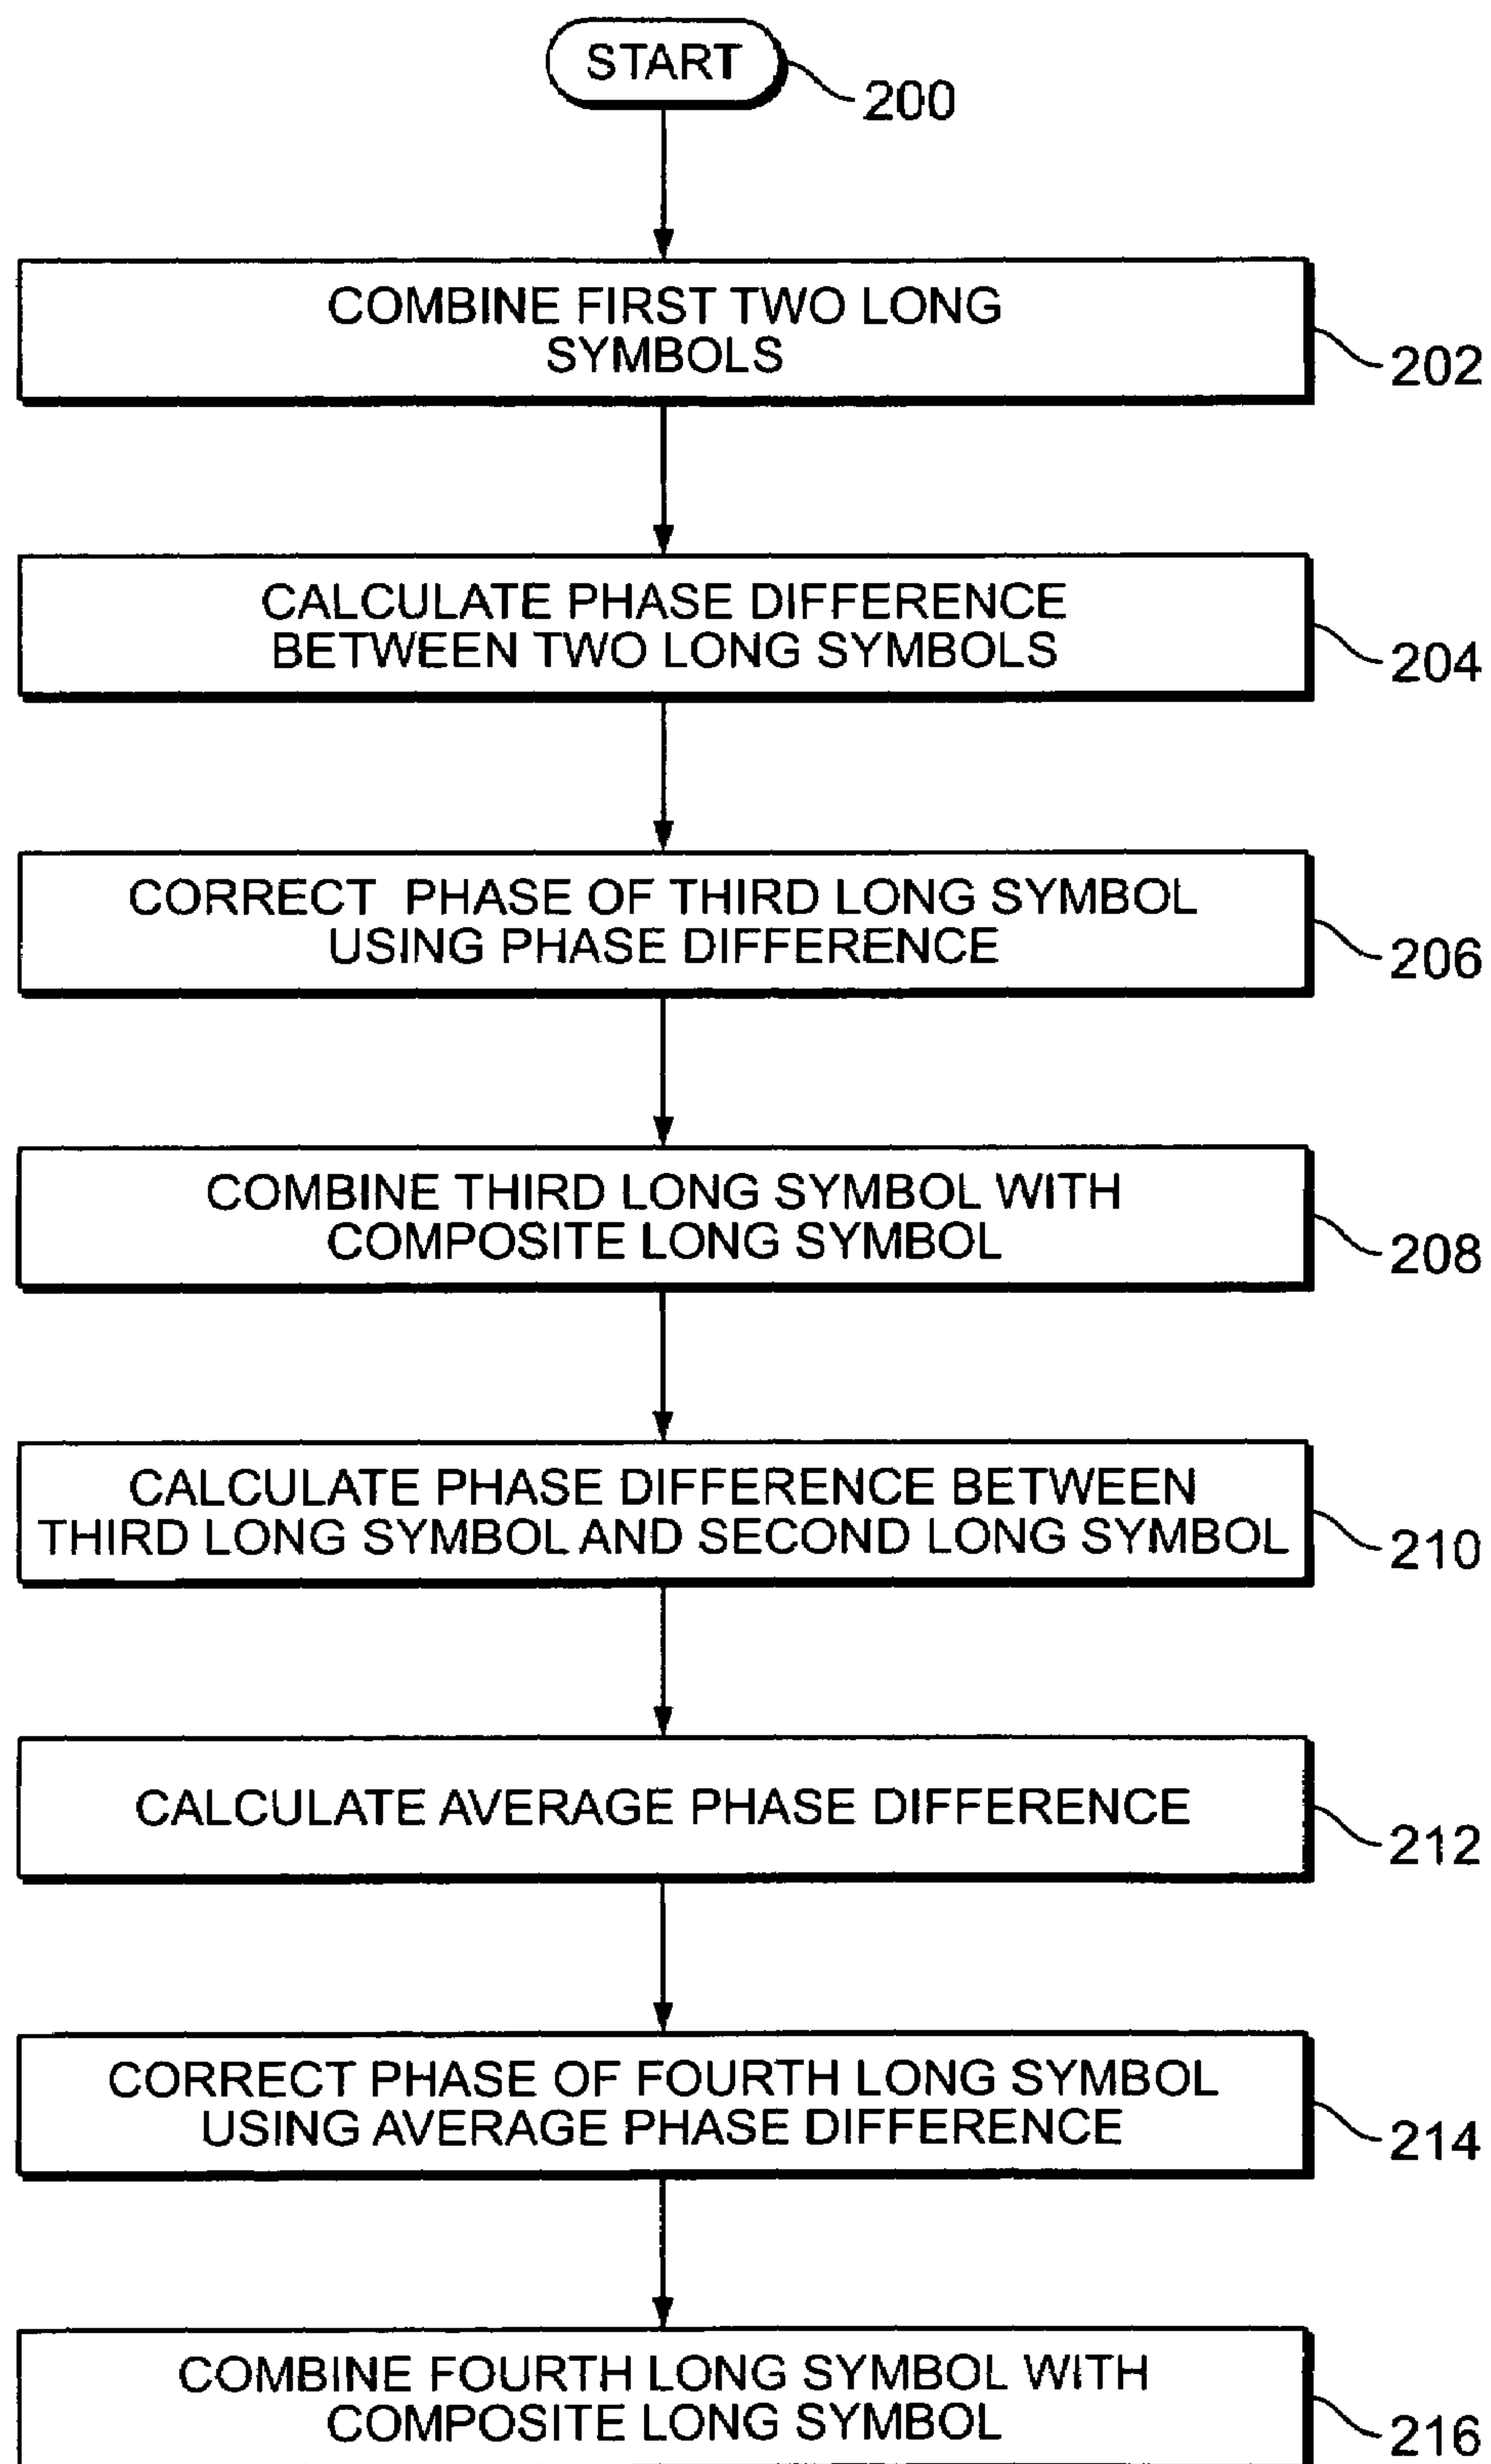 START
200
COMBINE FIRST TWO LONG
SYMBOLS
202
CALCULATE PHASE DIFFERENCE
BETWEEN TWO LONG SYMBOLS
204
CORRECT PHASE OF THIRD LONG SYMBOL
USING PHASE DIFFERENCE
206
COMBINE THIRD LONG SYMBOL WITH
COMPOSITE LONG SYMBOL
208
CALCULATE PHASE DIFFERENCE BETWEEN
THIRD LONG SYMBOL AND SECOND LONG SYMBOL
210
CALCULATE AVERAGE PHASE DIFFERENCE
212
CORRECT PHASE OF FOURTH LONG SYMBOL
USING AVERAGE PHASE DIFFERENCE
214
COMBINE FOURTH LONG SYMBOL WITH
COMPOSITE LONG SYMBOL
216